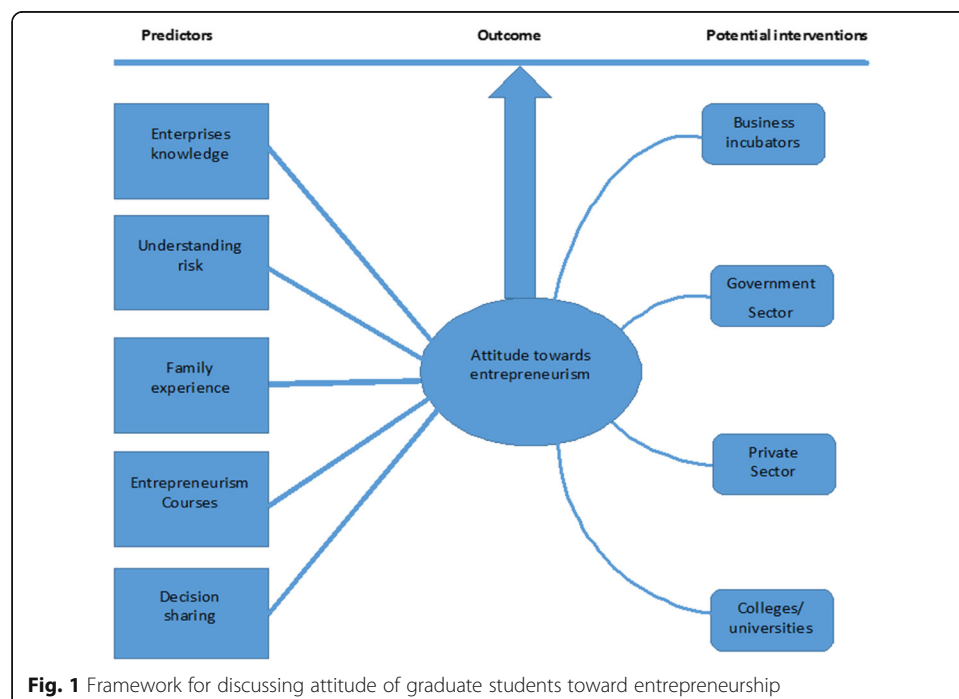 Predictors Outcome Potential interventions
Enterprises
knowledge
Understanding
risk
Family
experience
Entrepreneurism
Courses
Decision
sharing
Attitude towards
entrepreneurism
Business
incubators
Government
Sector
Private
Sector
Colleges/
universities
Fig. 1 Framework for discussing attitude of graduate students toward entrepreneurship